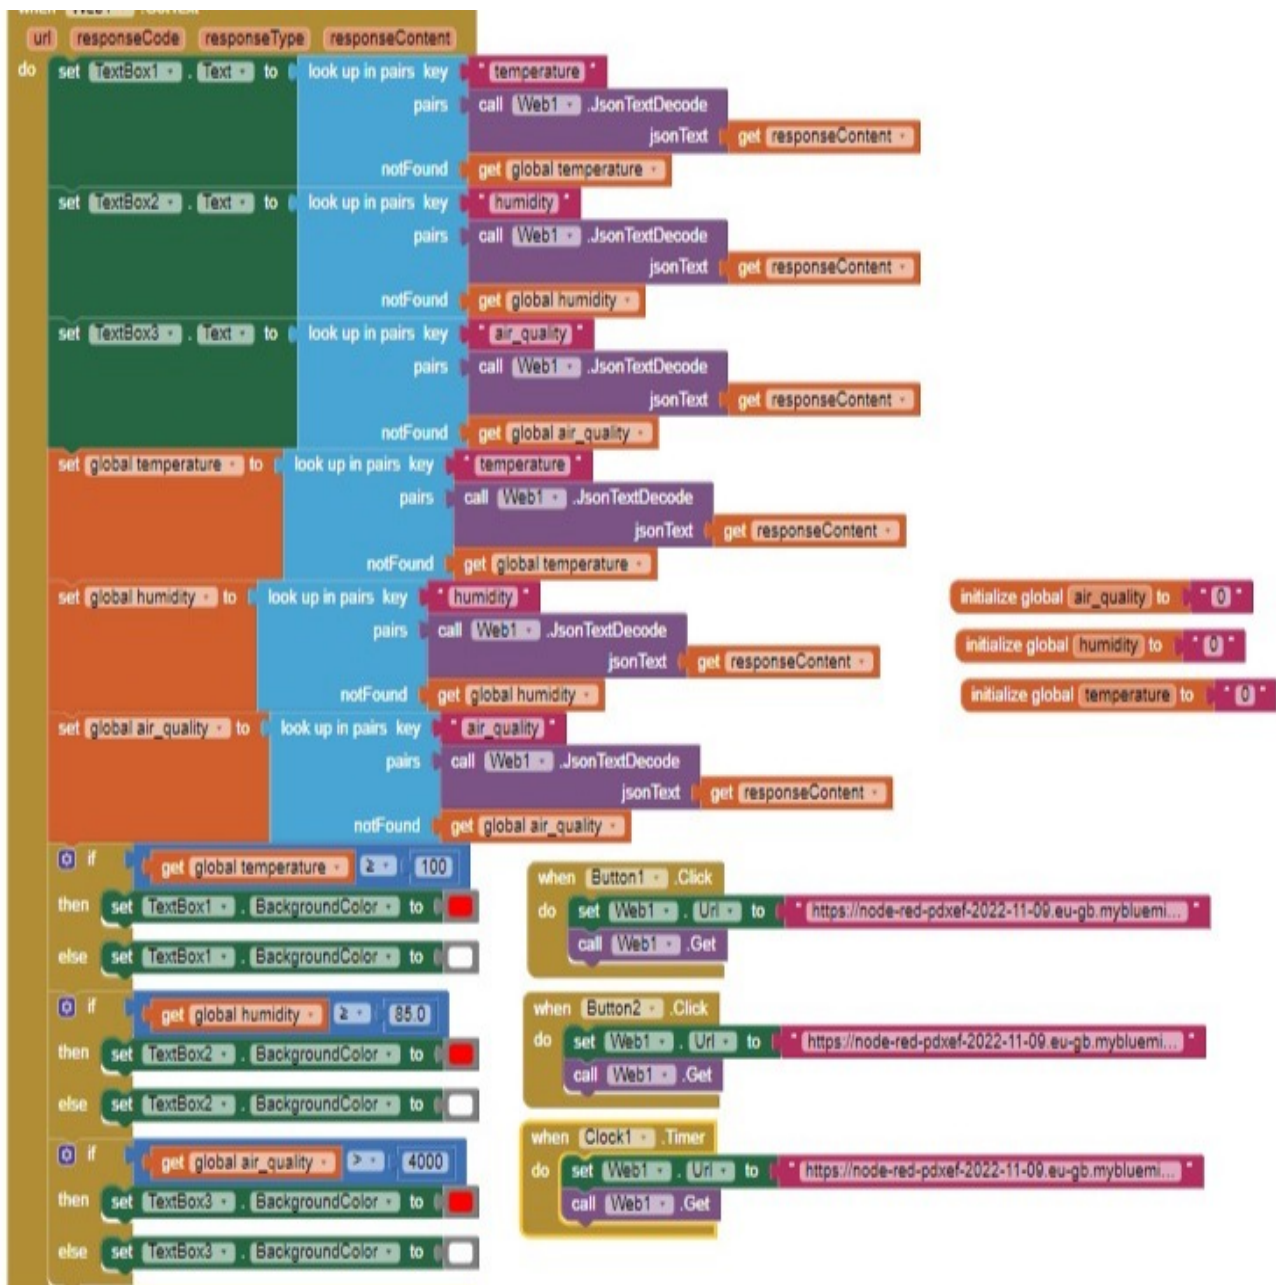 when Web1 .GotText
url responseCode responseType responseContent
do set TextBox1 . Text to look up in pairs key " temperature "
pairs call Web1 .JsonTextDecode
jsonText get responseContent
notFound get global temperature
set TextBox2 . Text to look up in pairs key " humidity "
pairs call Web1 .JsonTextDecode
jsonText get responseContent
notFound get global humidity
set TextBox3 . Text to look up in pairs key " air_quality "
pairs call Web1 .JsonTextDecode
jsonText get responseContent
notFound get global air_quality
set global temperature to look up in pairs key " temperature "
pairs call Web1 .JsonTextDecode
jsonText get responseContent
notFound get global temperature
set global humidity to look up in pairs key " humidity "
pairs call Web1 .JsonTextDecode
jsonText get responseContent
notFound get global humidity
set global air_quality to look up in pairs key " air_quality "
pairs call Web1 .JsonTextDecode
jsonText get responseContent
notFound get global air_quality
initialize global air_quality to " 0 "
initialize global humidity to " 0 "
initialize global temperature to " 0 "
if get global temperature ≥ 100
then set TextBox1 . BackgroundColor to
else set TextBox1 . BackgroundColor to
if get global humidity ≥ 85.0
then set TextBox2 . BackgroundColor to
else set TextBox2 . BackgroundColor to
if get global air_quality > 4000
then set TextBox3 . BackgroundColor to
else set TextBox3 . BackgroundColor to
when Button1 .Click
do set Web1 . Url to " https://node-red-pdxef-2022-11-09.eu-gb.mybluemi... "
call Web1 .Get
when Button2 .Click
do set Web1 . Url to " https://node-red-pdxef-2022-11-09.eu-gb.mybluemi... "
call Web1 .Get
when Clock1 .Timer
do set Web1 . Url to " https://node-red-pdxef-2022-11-09.eu-gb.mybluemi... "
call Web1 .Get